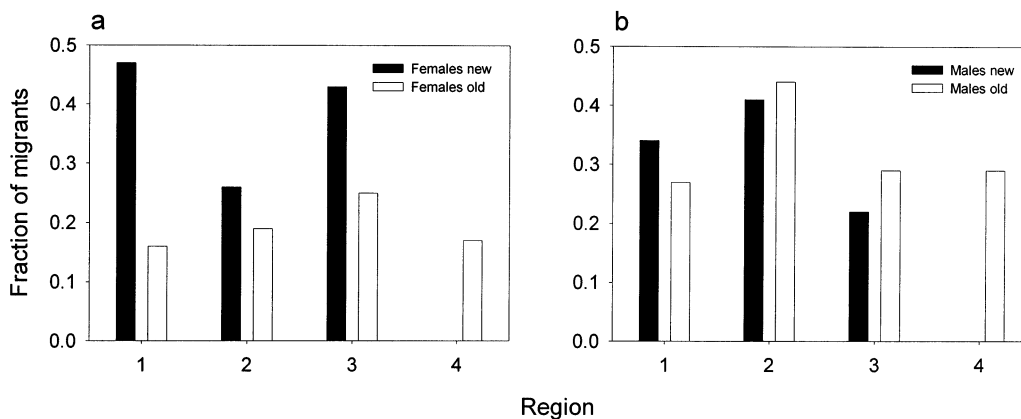 a
0.5
0.4
0.3
0.2
0.1
0.0
Fraction of migrants
Females new
Females old
1 2 3 4
b
0.5
0.4
0.3
0.2
0.1
0.0
Males new
Males old
1 2 3 4
Region